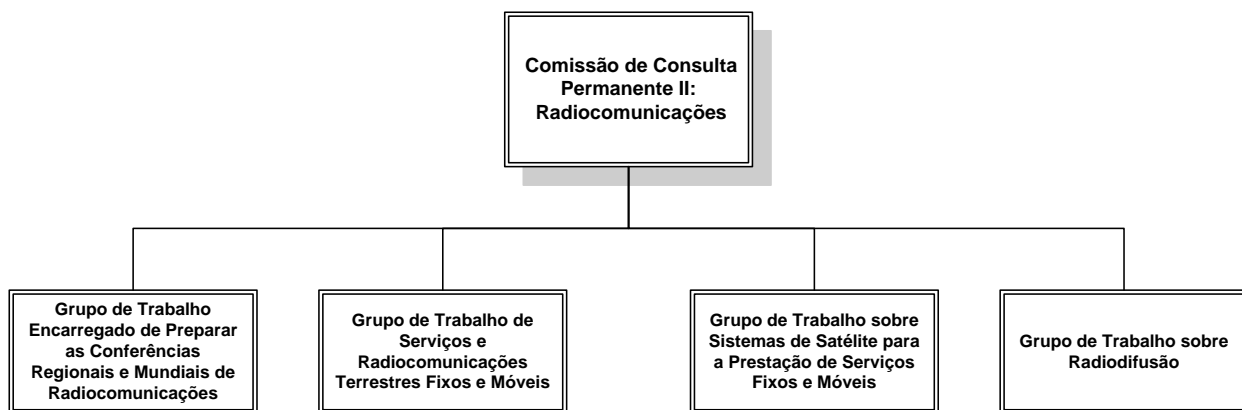 Comissão de Consulta
Permanente II:
Radiocomunicações
Grupo de Trabalho
Encarregado de Preparar
as Conferências
Regionais e Mundiais de
Radiocomunicações
Grupo de Trabalho de
Serviços e
Radiocomunicações
Terrestres Fixos e Móveis
Grupo de Trabalho sobre
Sistemas de Satélite para
a Prestação de Serviços
Fixos e Móveis
Grupo de Trabalho sobre
Radiodifusão